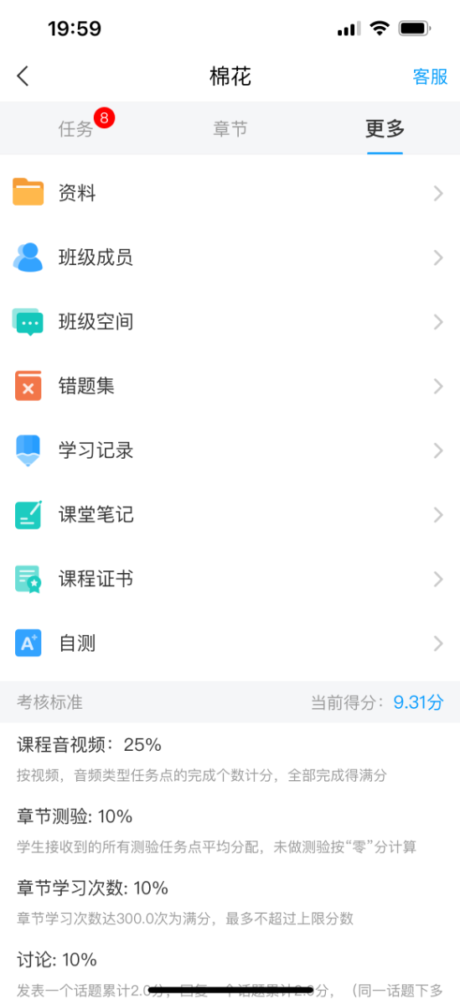 19:59
棉花
客服
任务
8
章节
更多
资料
班级成员
班级空间
错题集
学习记录
课堂笔记
课程证书
A+
自测
考核标准
当前得分：9.31分
课程音视频：25%
按视频，音频类型任务点的完成个数计分，全部完成得满分
章节测验: 10%
学生接收到的所有测验任务点平均分配，未做测验按“零”分计算
章节学习次数: 10%
章节学习次数达300.0次为满分，最多不超过上限分数
讨论: 10%
发表一个话题累计2.0分，回复一个话题累计2.0分，（同一话题下多